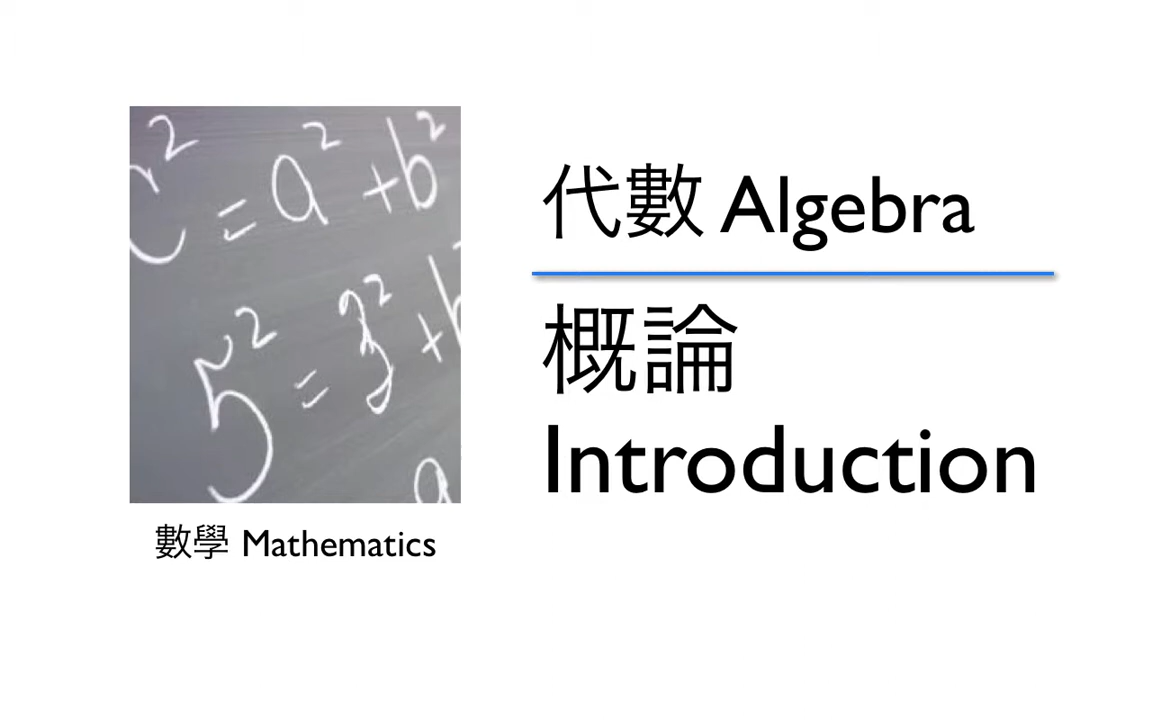 c² = a² + b²
5² = 3² + b
a
數學 Mathematics
代數 Algebra
概論
Introduction